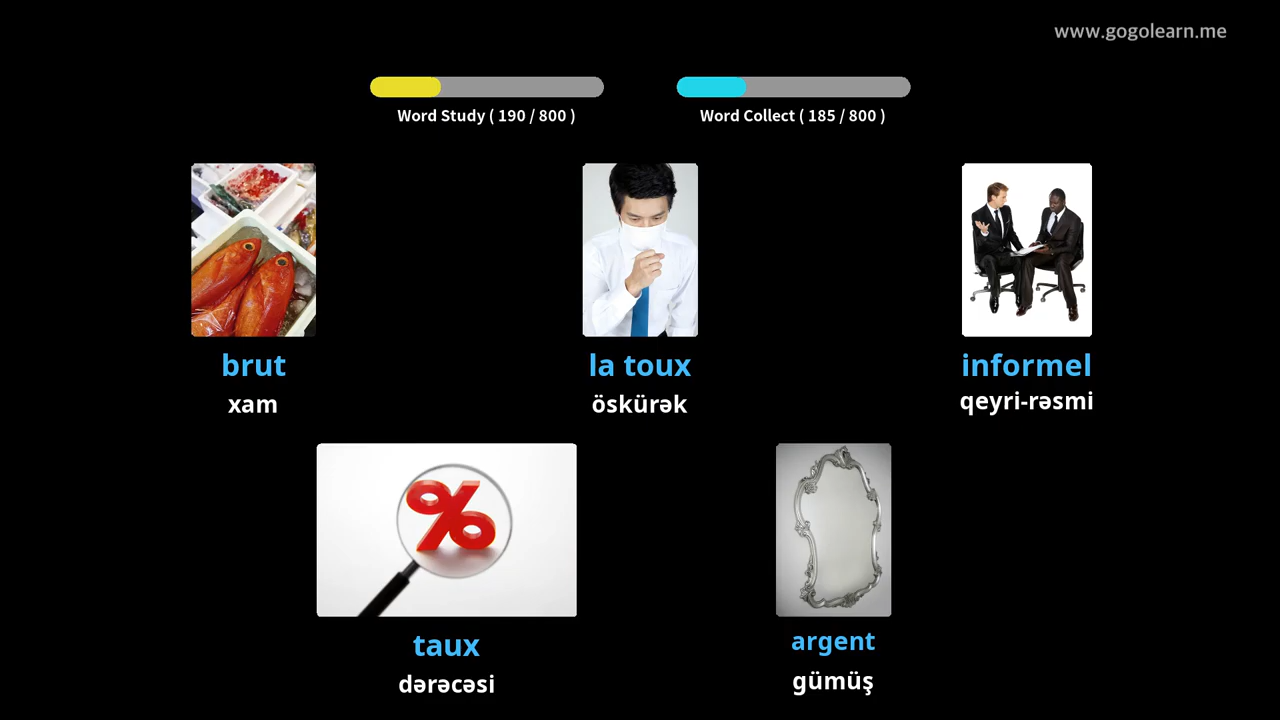 www.gogolearn.me
Word Study ( 190 / 800 )
Word Collect ( 185 / 800 )
brut
xam
la toux
öskürək
informel
qeyri-rəsmi
%
taux
dərəcəsi
argent
gümüş